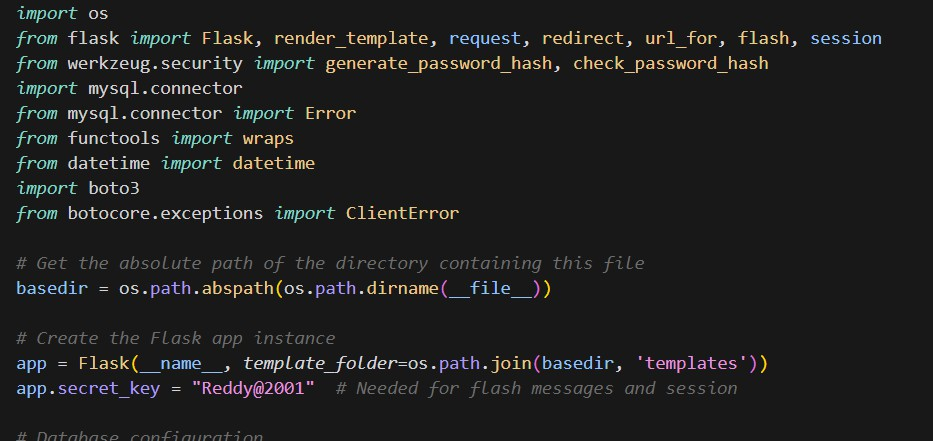 import os
from flask import Flask, render_template, request, redirect, url_for, flash, session
from werkzeug.security import generate_password_hash, check_password_hash
import mysql.connector
from mysql.connector import Error
from functools import wraps
from datetime import datetime
import boto3
from botocore.exceptions import ClientError
# Get the absolute path of the directory containing this file
basedir = os.path.abspath(os.path.dirname(__file__))
# Create the Flask app instance
app = Flask(__name__, template_folder=os.path.join(basedir, 'templates'))
app.secret_key = "Reddy@2001"  # Needed for flash messages and session
# Database configuration